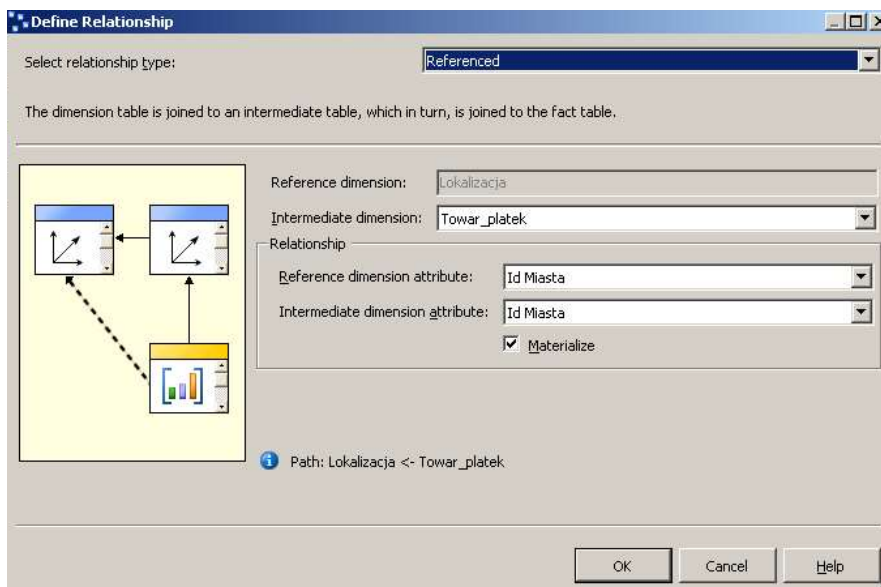 Define Relationship
Select relationship type: Referenced
The dimension table is joined to an intermediate table, which in turn, is joined to the fact table.
Reference dimension: Lokalizacja
Intermediate dimension: Towar_platek
Relationship
Reference dimension attribute: Id Miasta
Intermediate dimension attribute: Id Miasta
Materialize
Path: Lokalizacja <- Towar_platek
OK Cancel Help